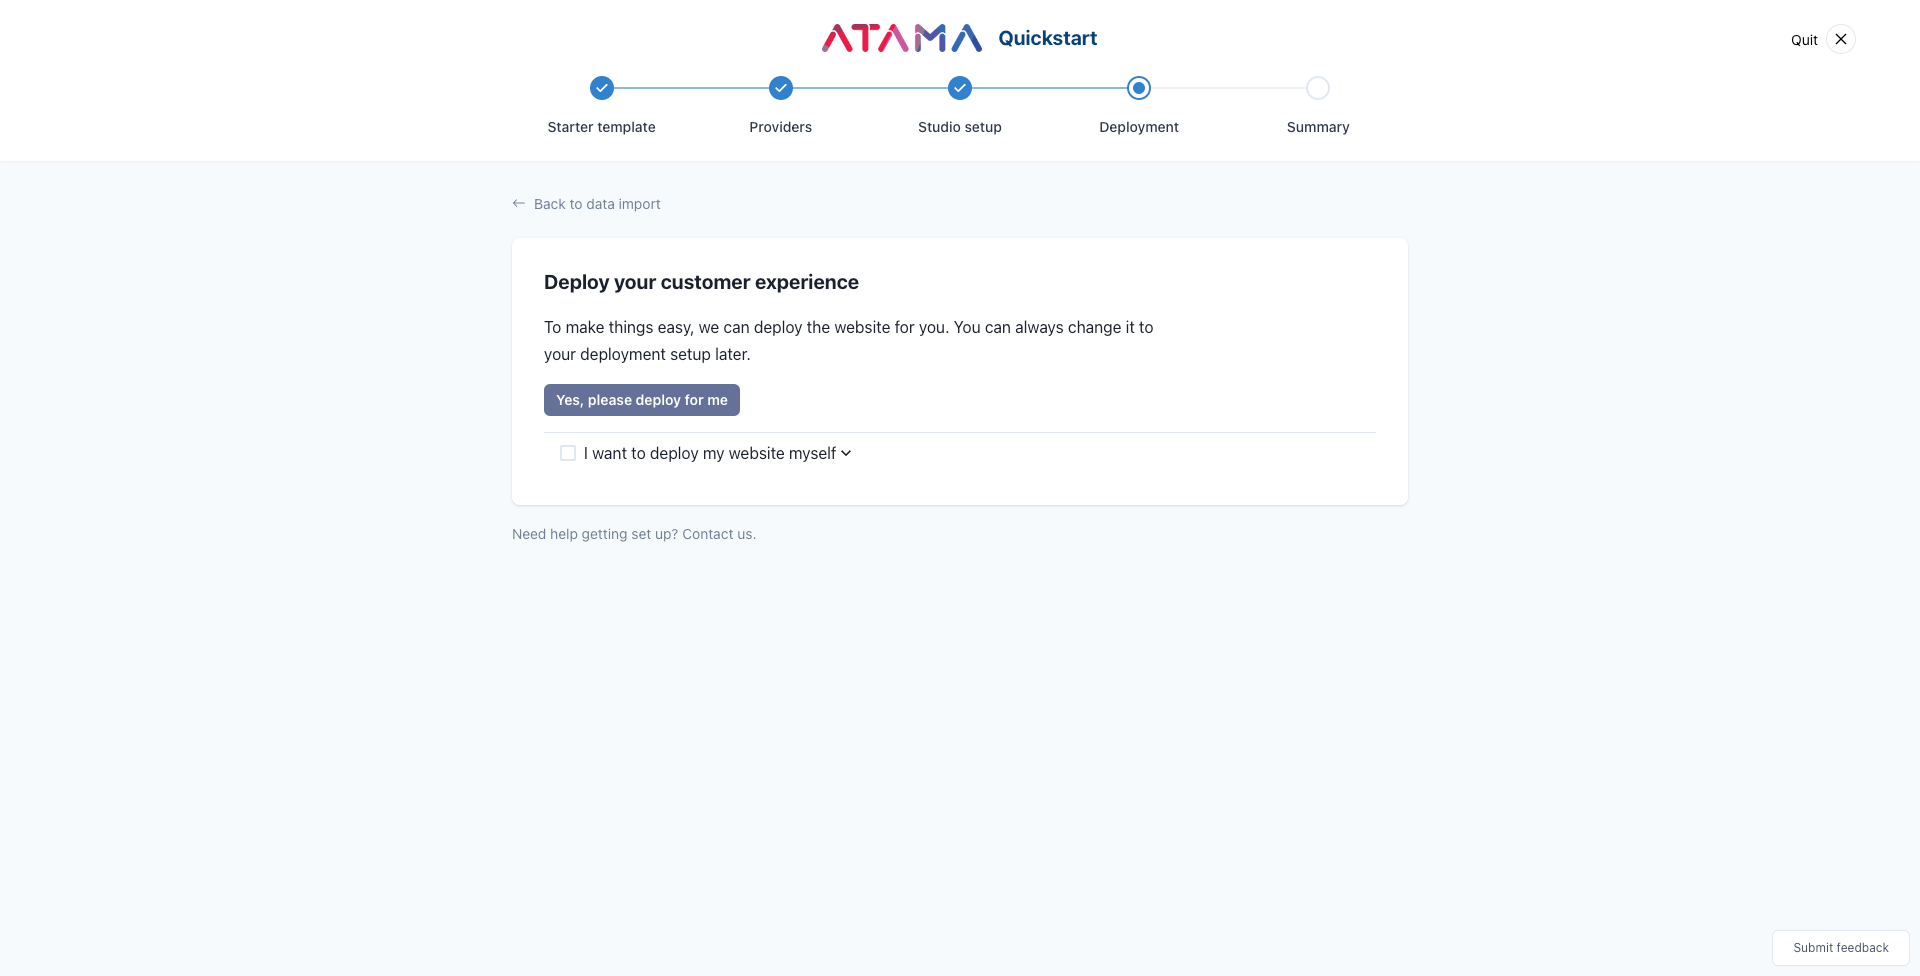 ATAMA Quickstart
Quit
Starter template
Providers
Studio setup
Deployment
Summary
Back to data import
Deploy your customer experience
To make things easy, we can deploy the website for you. You can always change it to
your deployment setup later.
Yes, please deploy for me
I want to deploy my website myself
Need help getting set up? Contact us.
Submit feedback